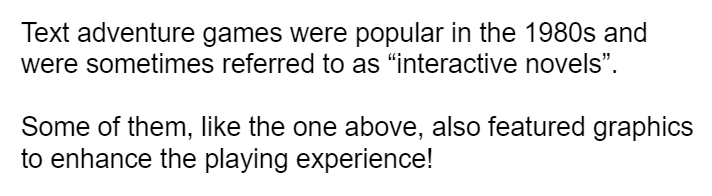 Text adventure games were popular in the 1980s and
were sometimes referred to as “interactive novels”.
Some of them, like the one above, also featured graphics
to enhance the playing experience!